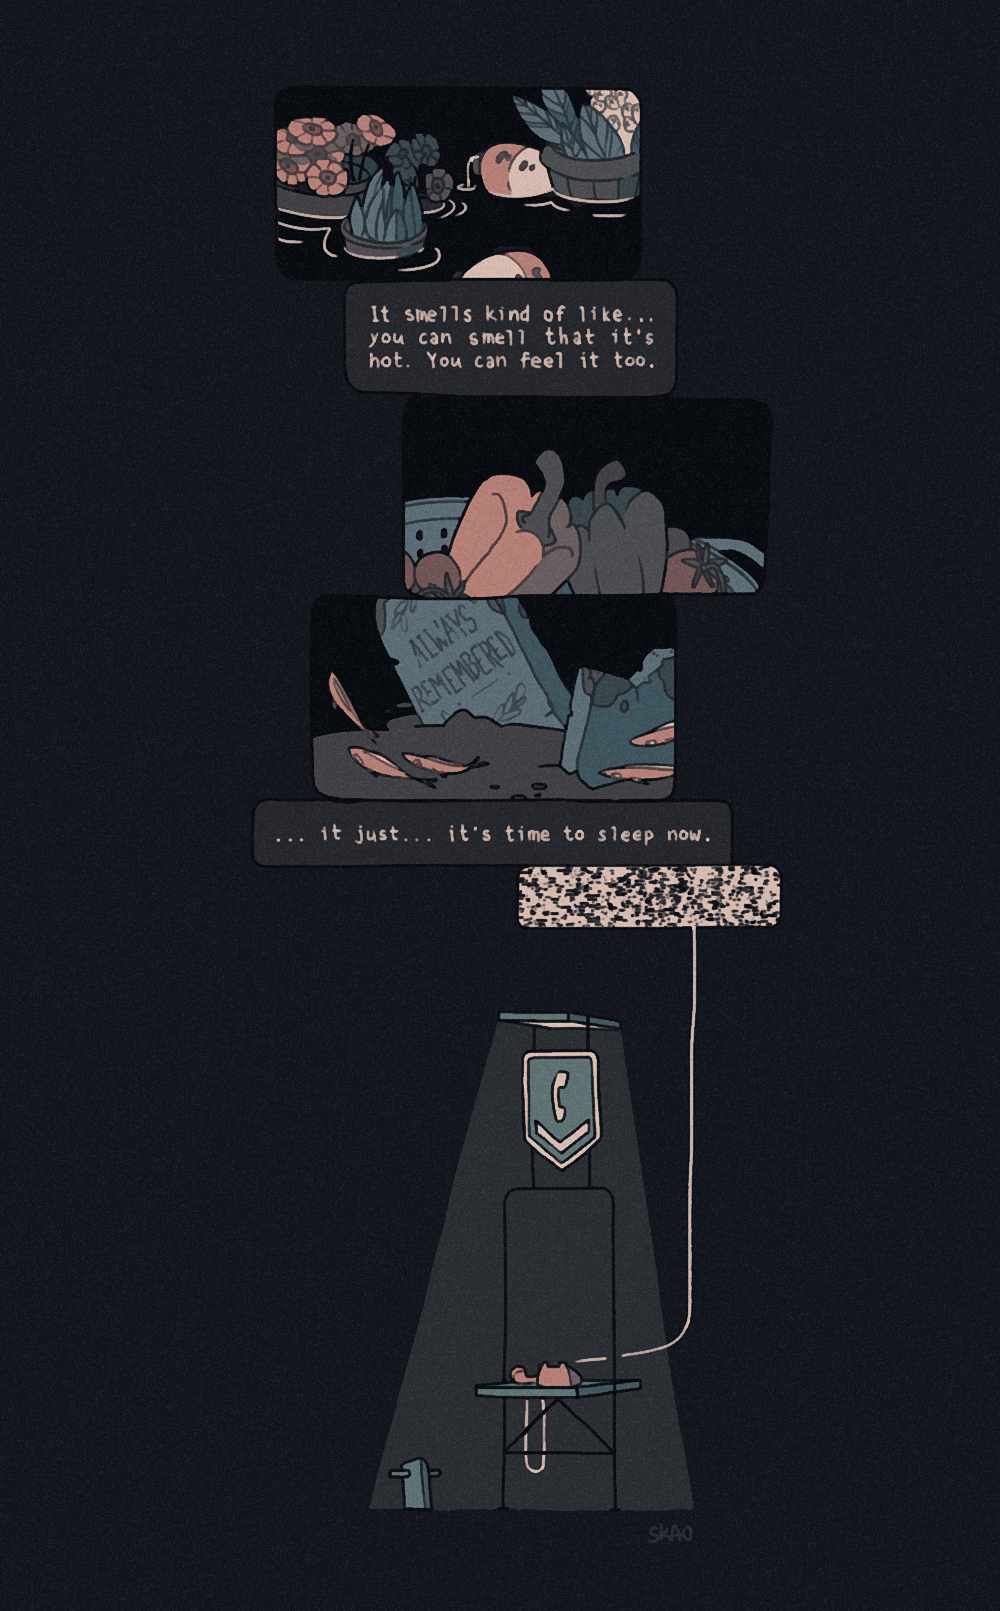 It smells kind of like...
you can smell that it's
hot. You can feel it too.
ALWAYS
REMEMBERED
... it just... it's time to sleep now.
SKAO